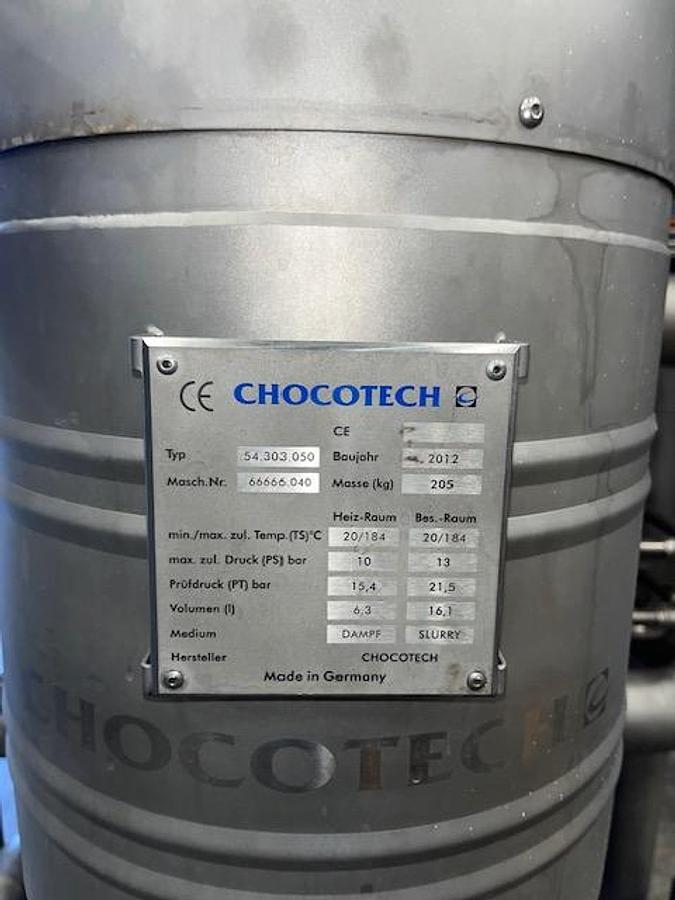 CE CHOCOTECH
CE
Typ 54.303.050 Baujahr 2012
Masch.Nr. 66666.040 Masse (kg) 205
Heiz-Raum Bes.-Raum
min./max. zul. Temp.(TS)°C 20/184 20/184
max. zul. Druck (PS) bar 10 13
Prüfdruck (PT) bar 15,4 21,5
Volumen (l) 6,3 16,1
Medium DAMPF SLURRY
Hersteller CHOCOTECH
Made in Germany
CHOCOTECH